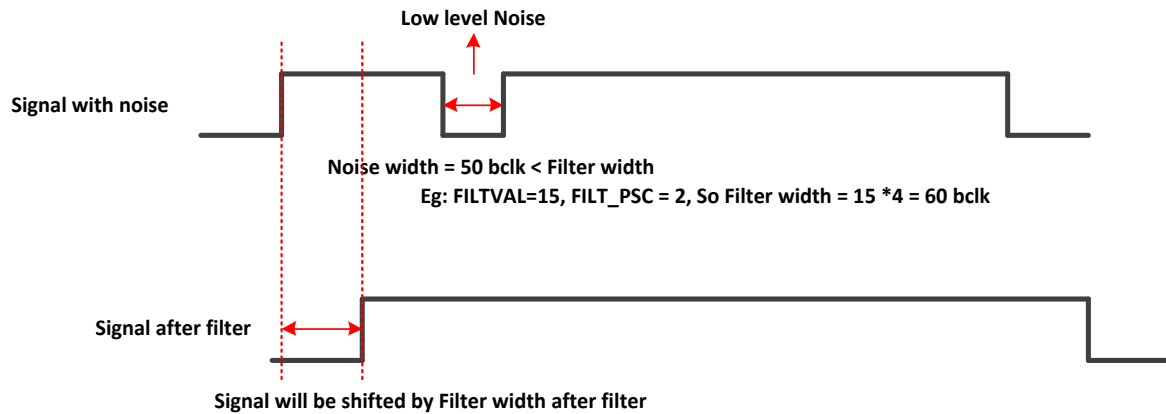 Low level Noise
Signal with noise
Noise width = 50 bclk < Filter width
Eg: FILTVAL=15, FILT_PSC = 2, So Filter width = 15 *4 = 60 bclk
Signal after filter
Signal will be shifted by Filter width after filter